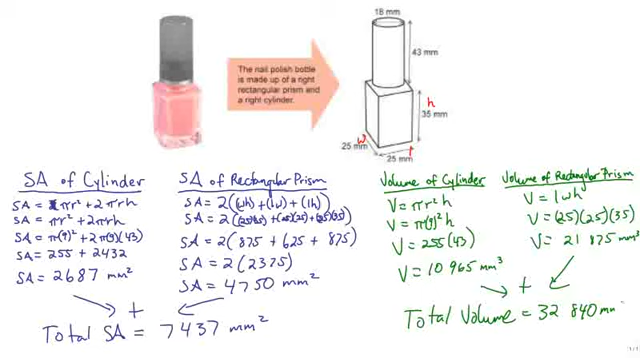 18 mm
43 mm
The nail polish bottle
is made up of a right
rectangular prism and
a right cylinder.
h
35 mm
w
25 mm
l
25 mm
SA of Cylinder
SA = πr² + 2πrh
SA = πr² + 2πrh
SA = π(9)² + 2π(9)(43)
SA = 255 + 2432
SA = 2687 mm²
SA of Rectangular Prism
SA = 2((wh) + (lw) + (lh))
SA = 2((25)(35) + (25)(25) + (25)(35))
SA = 2(875 + 625 + 875)
SA = 2(2375)
SA = 4750 mm²
+
Total SA = 7437 mm²
Volume of Cylinder
V = πr²h
V = π(9)²h
V = 255(43)
V = 10 965 mm³
Volume of Rectangular Prism
V = lwh
V = (25)(25)(35)
V = 21 875 mm³
+
Total Volume = 32 840 mm